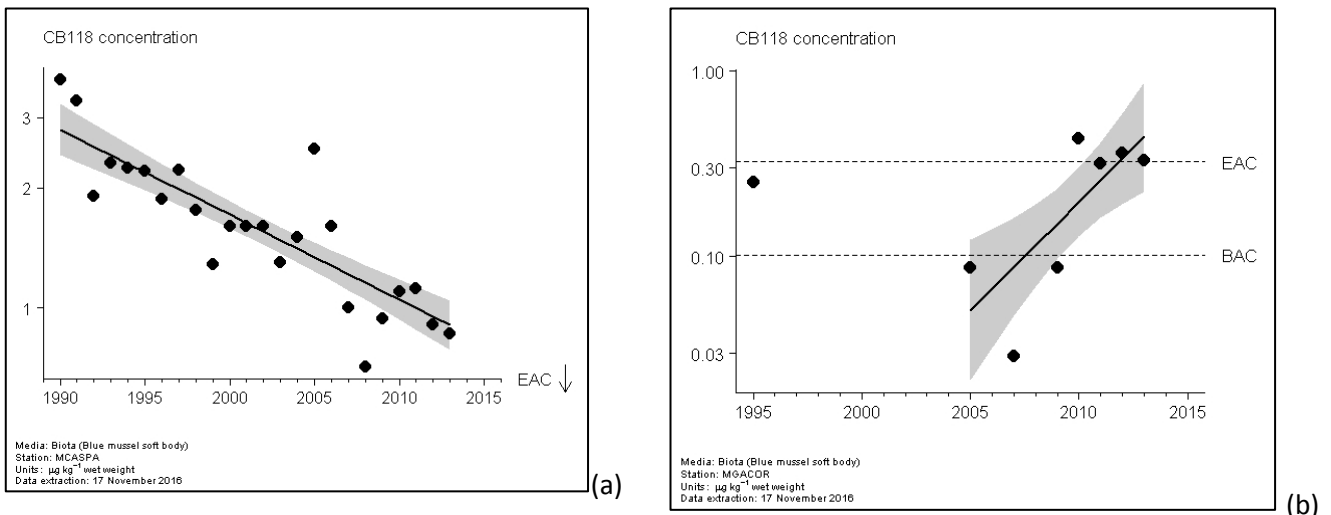 CB118 concentration
3
2
1
EAC ↓
1990 1995 2000 2005 2010 2015
Media: Biota (Blue mussel soft body)
Station: MCASPA
Units: µg kg⁻¹ wet weight
Data extraction: 17 November 2016
(a)
CB118 concentration
1.00
0.30
EAC
0.10
BAC
0.03
1995 2000 2005 2010 2015
Media: Biota (Blue mussel soft body)
Station: MGACOR
Units: µg kg⁻¹ wet weight
Data extraction: 17 November 2016
(b)